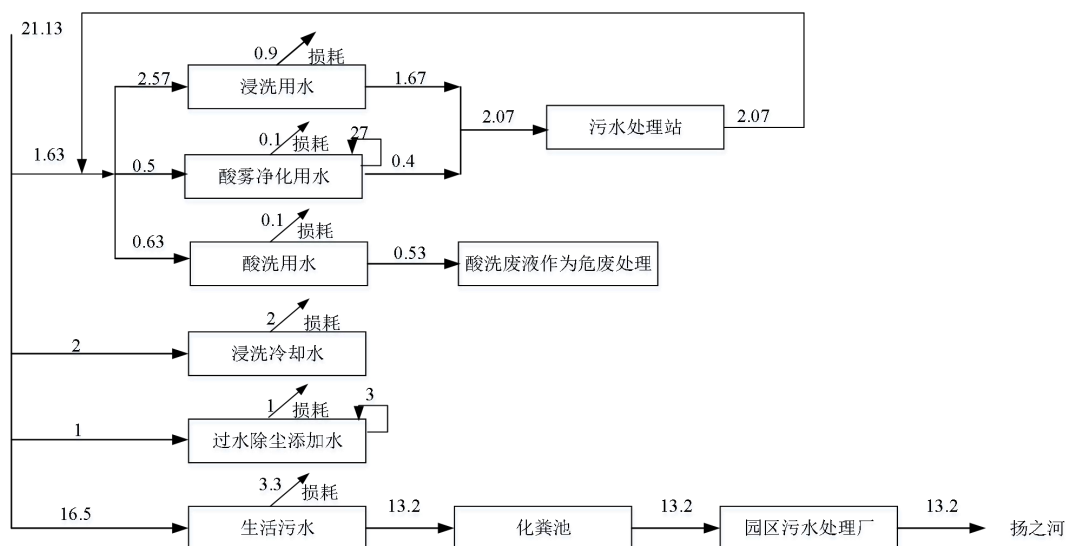 21.13
0.9
损耗
2.57
浸洗用水
1.67
2.07
污水处理站
2.07
0.1
损耗
27
1.63
0.5
酸雾净化用水
0.4
0.1
损耗
0.63
酸洗用水
0.53
酸洗废液作为危废处理
2
损耗
2
浸洗冷却水
1
损耗
3
1
过水除尘添加水
3.3
损耗
16.5
生活污水
13.2
化粪池
13.2
园区污水处理厂
13.2
扬之河